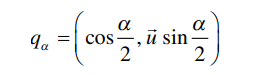 q_α = ( cos α/2 , u⃗ sin α/2 )